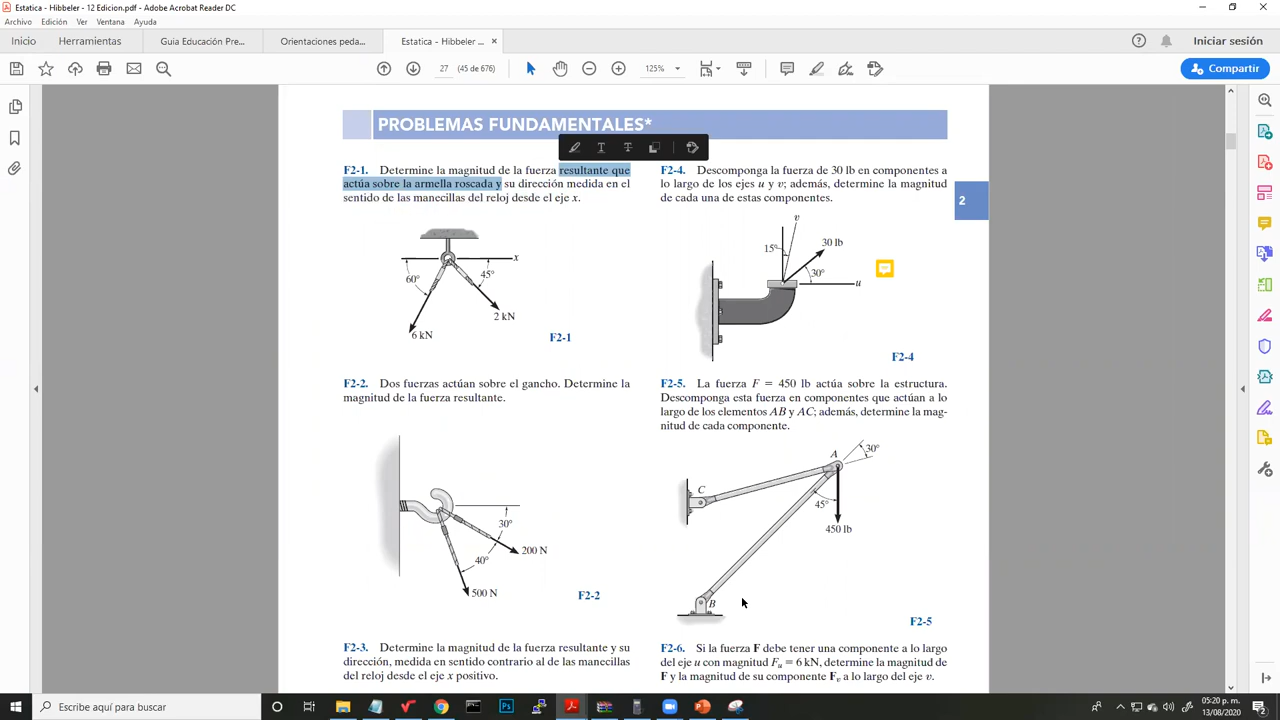 Estatica - Hibbeler - 12 Edicion.pdf - Adobe Acrobat Reader DC
Archivo Edición Ver Ventana Ayuda
Inicio Herramientas Guia Educación Pre... Orientaciones peda... Estatica - Hibbeler ... × Iniciar sesión
27 (45 de 676) 125% Compartir
PROBLEMAS FUNDAMENTALES*
F2-1. Determine la magnitud de la fuerza resultante que
actúa sobre la armella roscada y su dirección medida en el
sentido de las manecillas del reloj desde el eje x.
x
60°
45°
2 kN
6 kN
F2-1
F2-2. Dos fuerzas actúan sobre el gancho. Determine la
magnitud de la fuerza resultante.
30°
200 N
40°
500 N
F2-2
F2-3. Determine la magnitud de la fuerza resultante y su
dirección, medida en sentido contrario al de las manecillas
del reloj desde el eje x positivo.
F2-4. Descomponga la fuerza de 30 lb en componentes a
lo largo de los ejes u y v; además, determine la magnitud
de cada una de estas componentes.
2
v
15°
30 lb
30°
u
F2-4
F2-5. La fuerza F = 450 lb actúa sobre la estructura.
Descomponga esta fuerza en componentes que actúan a lo
largo de los elementos AB y AC; además, determine la mag-
nitud de cada componente.
A
30°
C
45°
450 lb
B
F2-5
F2-6. Si la fuerza F debe tener una componente a lo largo
del eje u con magnitud Fu = 6 kN, determine la magnitud de
F y la magnitud de su componente Fv a lo largo del eje v.
Escribe aquí para buscar
05:20 p. m.
13/08/2020
2